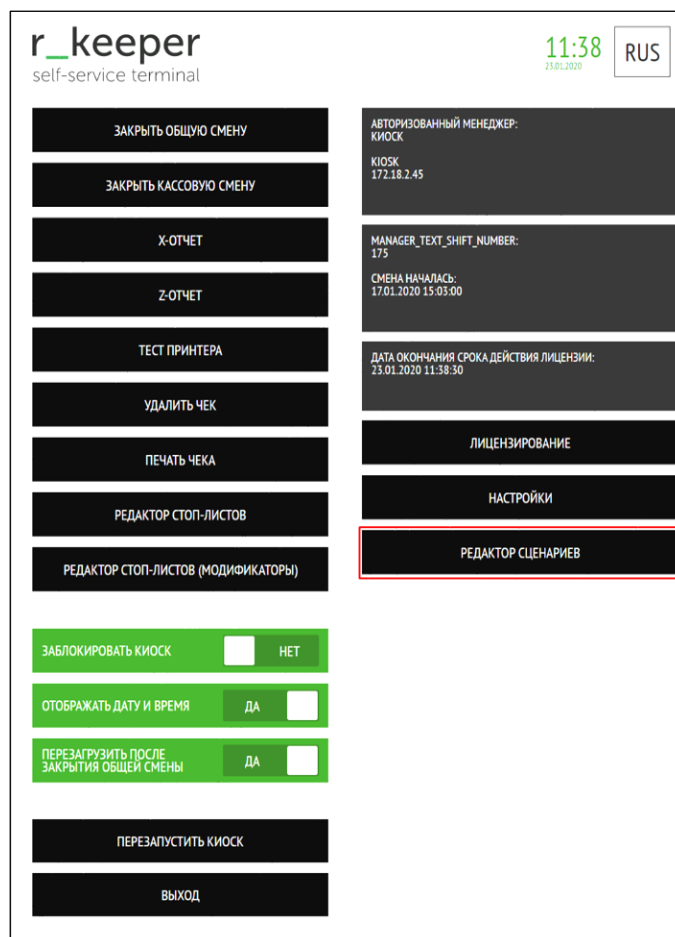 r_keeper
self-service terminal
11:38
23.01.2020
RUS
ЗАКРЫТЬ ОБЩУЮ СМЕНУ
ЗАКРЫТЬ КАССОВУЮ СМЕНУ
X-ОТЧЕТ
Z-ОТЧЕТ
ТЕСТ ПРИНТЕРА
УДАЛИТЬ ЧЕК
ПЕЧАТЬ ЧЕКА
РЕДАКТОР СТОП-ЛИСТОВ
РЕДАКТОР СТОП-ЛИСТОВ (МОДИФИКАТОРЫ)
ЗАБЛОКИРОВАТЬ КИОСК
НЕТ
ОТОБРАЖАТЬ ДАТУ И ВРЕМЯ
ДА
ПЕРЕЗАГРУЗИТЬ ПОСЛЕ
ЗАКРЫТИЯ ОБЩЕЙ СМЕНЫ
ДА
ПЕРЕЗАПУСТИТЬ КИОСК
ВЫХОД
АВТОРИЗОВАННЫЙ МЕНЕДЖЕР:
КИОСК
KIOSK
172.18.2.45
MANAGER_TEXT_SHIFT_NUMBER:
175
СМЕНА НАЧАЛАСЬ:
17.01.2020 15:03:00
ДАТА ОКОНЧАНИЯ СРОКА ДЕЙСТВИЯ ЛИЦЕНЗИИ:
23.01.2020 11:38:30
ЛИЦЕНЗИРОВАНИЕ
НАСТРОЙКИ
РЕДАКТОР СЦЕНАРИЕВ